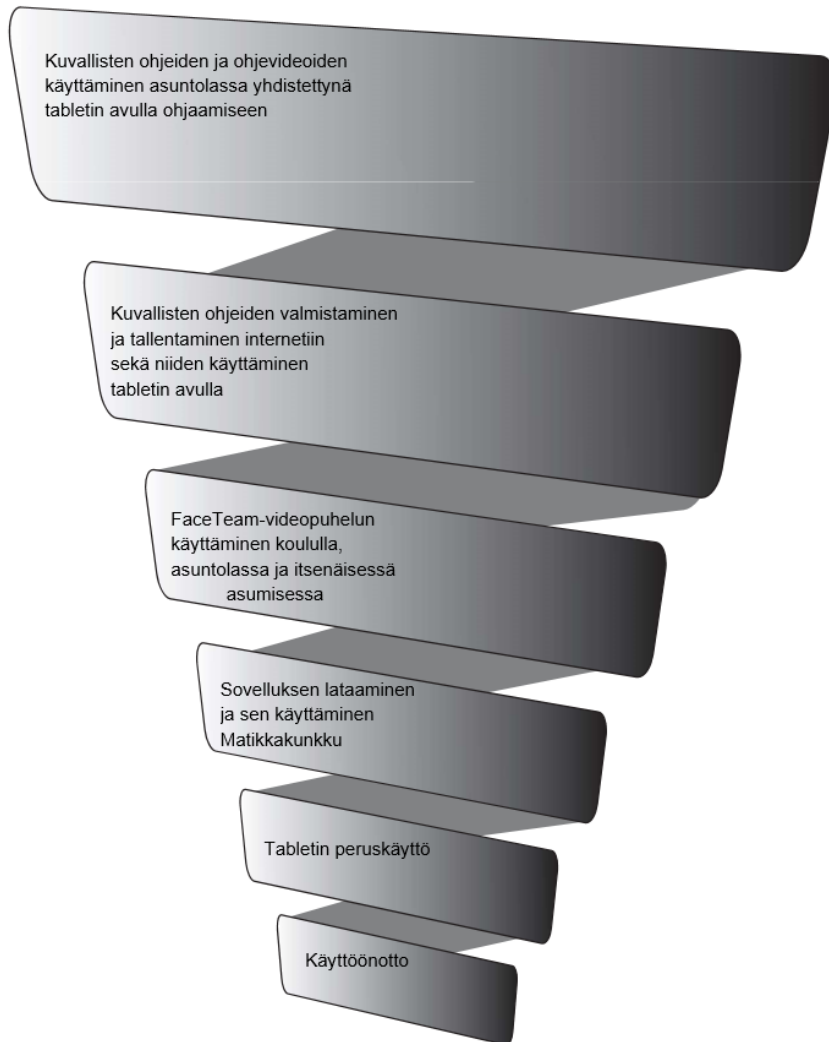 Kuvallisten ohjeiden ja ohjevideoiden
käyttäminen asuntolassa yhdistettynä
tabletin avulla ohjaamiseen
Kuvallisten ohjeiden valmistaminen
ja tallentaminen internetiin
sekä niiden käyttäminen
tabletin avulla
FaceTeam-videopuhelun
käyttäminen koululla,
asuntolassa ja itsenäisessä
asumisessa
Sovelluksen lataaminen
ja sen käyttäminen
Matikkakunkku
Tabletin peruskäyttö
Käyttöönotto